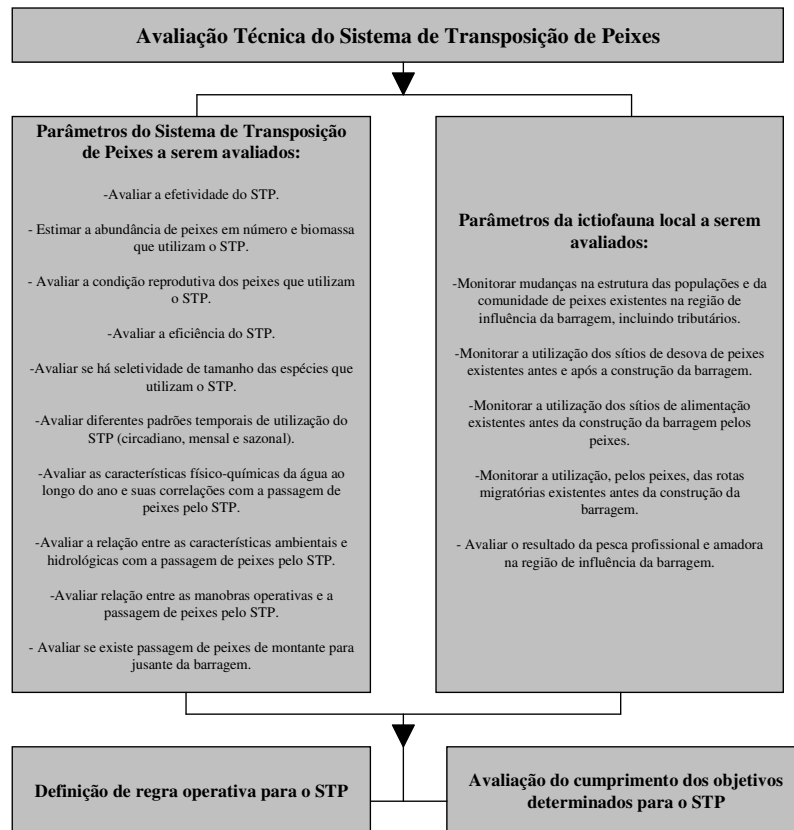 Avaliação Técnica do Sistema de Transposição de Peixes
Parâmetros do Sistema de Transposição
de Peixes a serem avaliados:
-Avaliar a efetividade do STP.
- Estimar a abundância de peixes em número e biomassa
que utilizam o STP.
- Avaliar a condição reprodutiva dos peixes que utilizam
o STP.
-Avaliar a eficiência do STP.
-Avaliar se há seletividade de tamanho das espécies que
utilizam o STP.
-Avaliar diferentes padrões temporais de utilização do
STP (circadiano, mensal e sazonal).
-Avaliar as características físico-químicas da água ao
longo do ano e suas correlações com a passagem de
peixes pelo STP.
-Avaliar a relação entre as características ambientais e
hidrológicas com a passagem de peixes pelo STP.
-Avaliar relação entre as manobras operativas e a
passagem de peixes pelo STP.
- Avaliar se existe passagem de peixes de montante para
jusante da barragem.
Parâmetros da ictiofauna local a serem
avaliados:
-Monitorar mudanças na estrutura das populações e da
comunidade de peixes existentes na região de
influência da barragem, incluindo tributários.
-Monitorar a utilização dos sítios de desova de peixes
existentes antes e após a construção da barragem.
-Monitorar a utilização dos sítios de alimentação
existentes antes da construção da barragem pelos
peixes.
-Monitorar a utilização, pelos peixes, das rotas
migratórias existentes antes da construção da
barragem.
- Avaliar o resultado da pesca profissional e amadora
na região de influência da barragem.
Definição de regra operativa para o STP
Avaliação do cumprimento dos objetivos
determinados para o STP